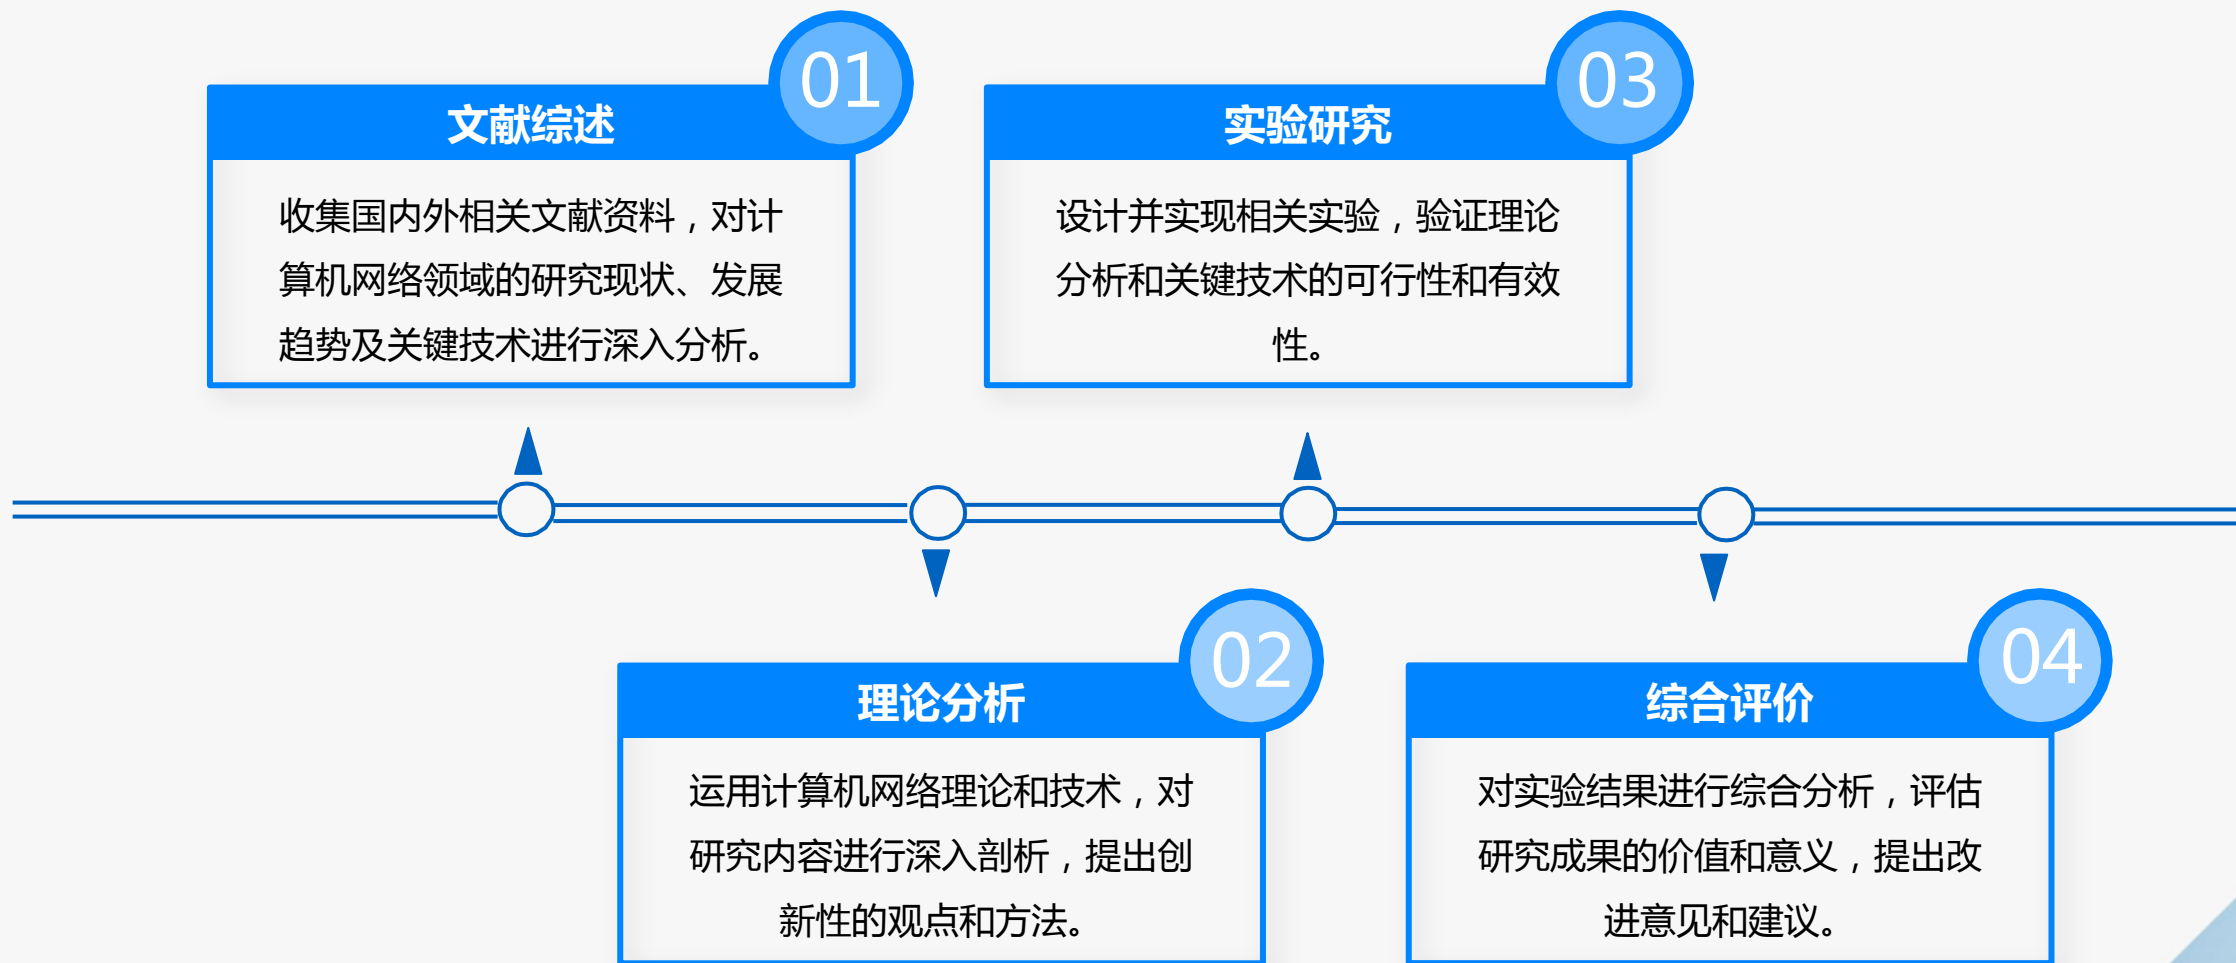 01
文献综述
收集国内外相关文献资料，对计
算机网络领域的研究现状、发展
趋势及关键技术进行深入分析。
03
实验研究
设计并实现相关实验，验证理论
分析和关键技术的可行性和有效
性。
02
理论分析
运用计算机网络理论和技术，对
研究内容进行深入剖析，提出创
新性的观点和方法。
04
综合评价
对实验结果进行综合分析，评估
研究成果的价值和意义，提出改
进意见和建议。